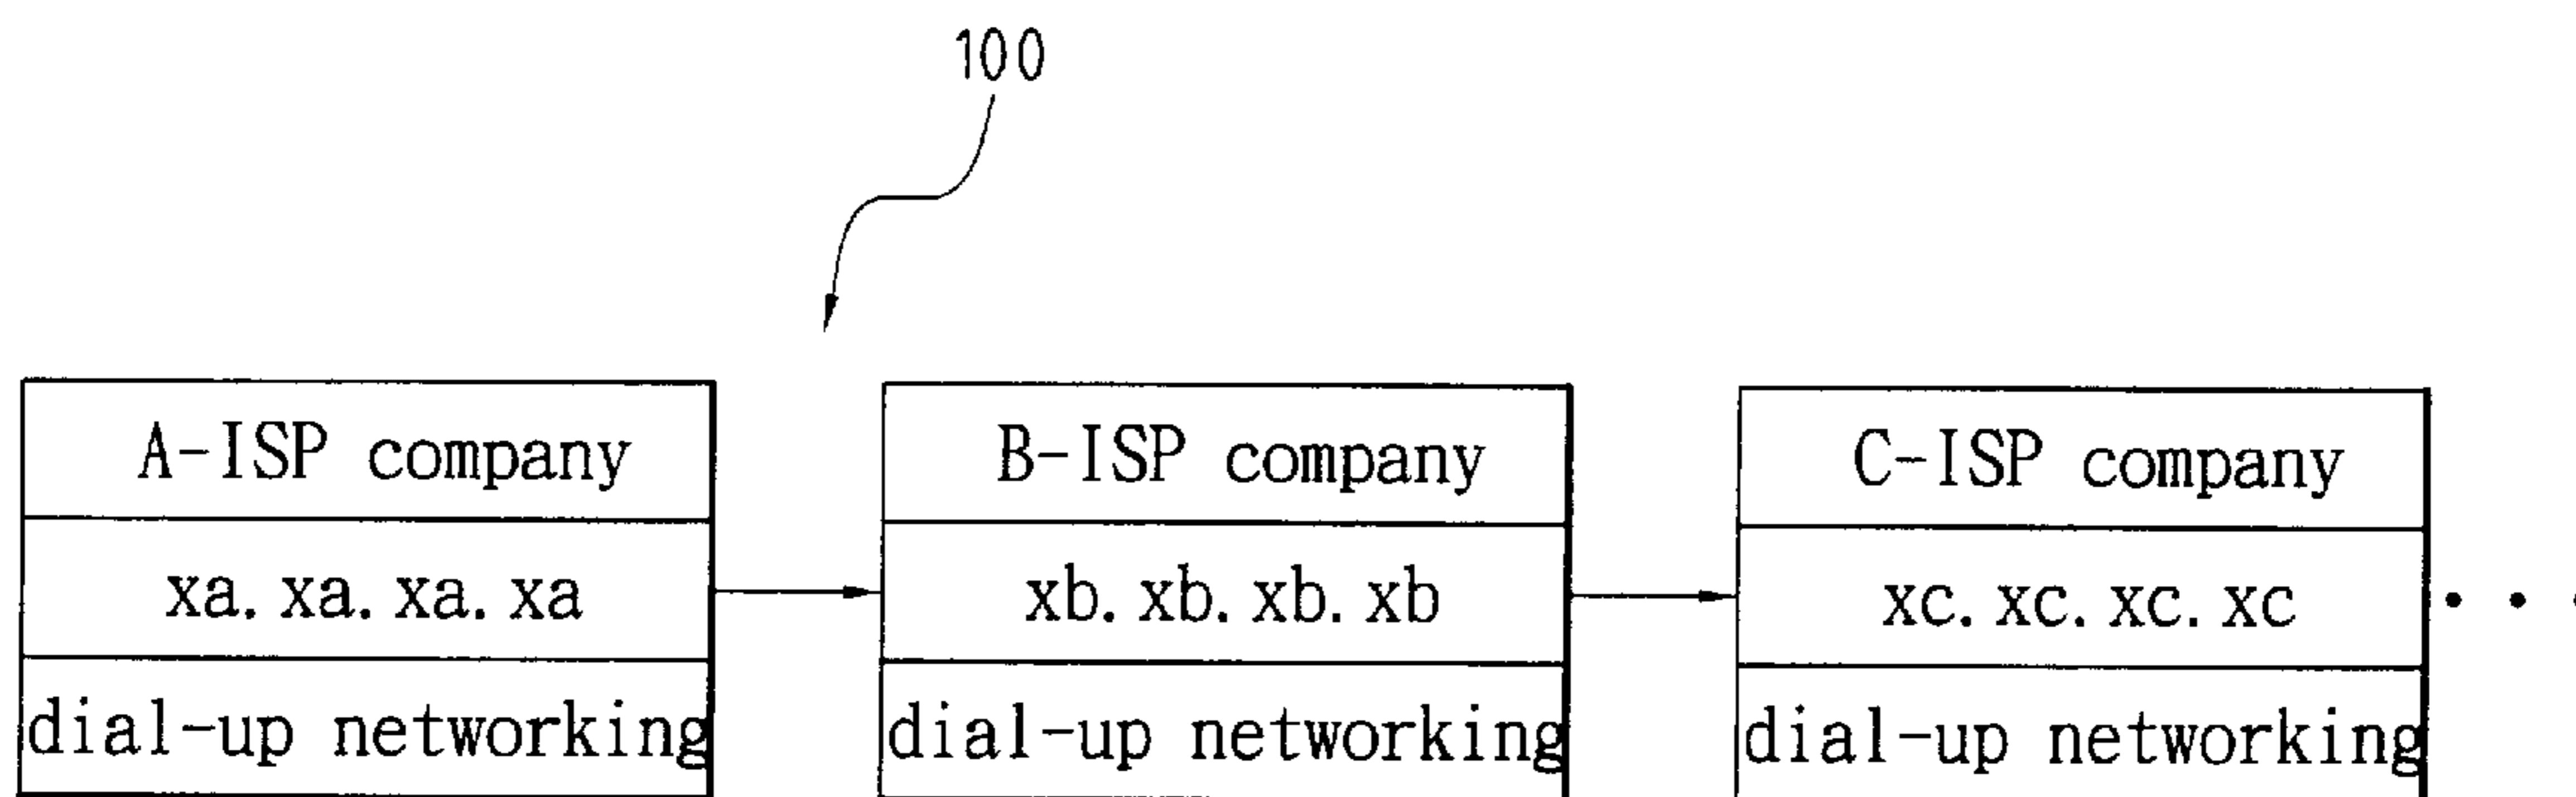 100
A-ISP company
xa. xa. xa. xa
dial-up networking
B-ISP company
xb. xb. xb. xb
dial-up networking
C-ISP company
xc. xc. xc. xc
dial-up networking